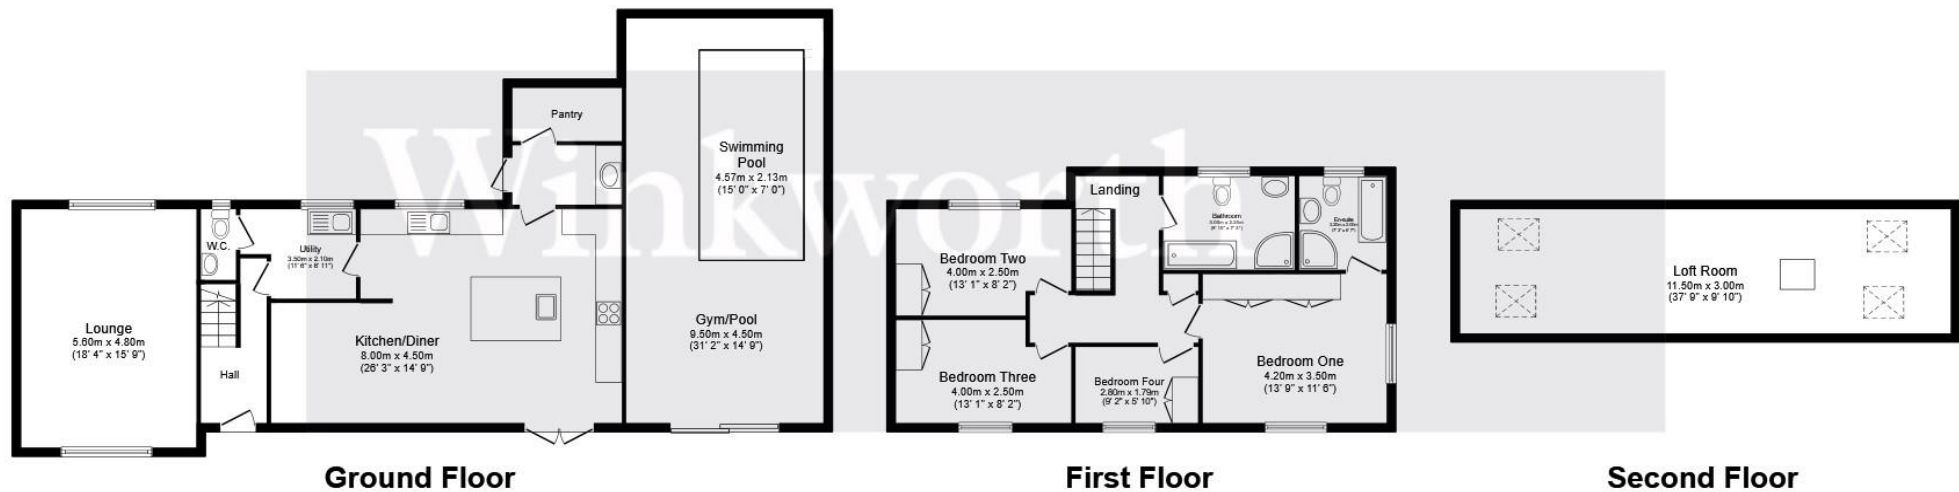 Winkworth
Pantry
Swimming
Pool
4.57m x 2.13m
(15' 0" x 7' 0")
W.C.
Utility
3.50m x 2.10m
(11' 6" x 6' 11")
Lounge
5.60m x 4.80m
(18' 4" x 15' 9")
Hall
Kitchen/Diner
8.00m x 4.50m
(26' 3" x 14' 9")
Gym/Pool
9.50m x 4.50m
(31' 2" x 14' 9")
Ground Floor
Landing
Bathroom
Ensuite
Bedroom Two
4.00m x 2.50m
(13' 1" x 8' 2")
Bedroom Three
4.00m x 2.50m
(13' 1" x 8' 2")
Bedroom Four
2.80m x 1.79m
(9' 2" x 5' 10")
Bedroom One
4.20m x 3.50m
(13' 9" x 11' 6")
First Floor
Loft Room
11.50m x 3.00m
(37' 9" x 9' 10")
Second Floor